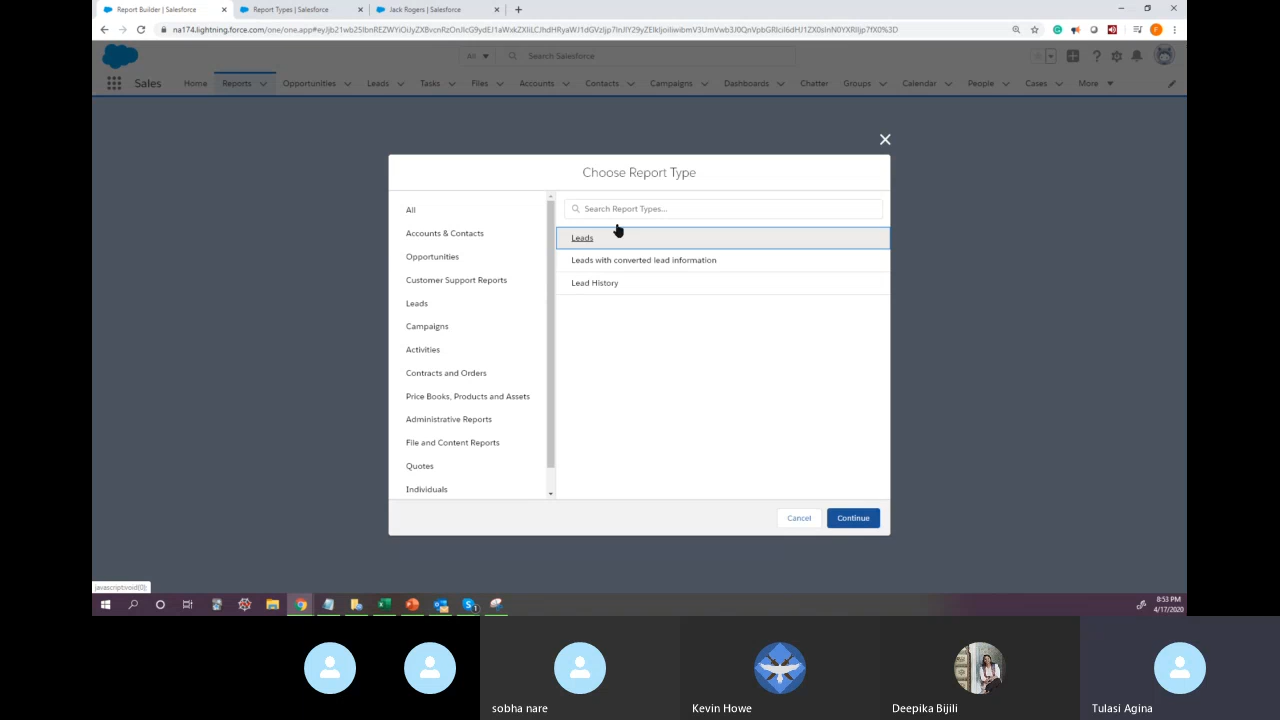 Report Builder | Salesforce
Report Types | Salesforce
Jack Rogers | Salesforce
All
Search Salesforce
Sales
Home
Reports
Opportunities
Leads
Tasks
Files
Accounts
Contacts
Campaigns
Dashboards
Chatter
Groups
Calendar
People
Cases
More
Choose Report Type
All
Accounts & Contacts
Opportunities
Customer Support Reports
Leads
Campaigns
Activities
Contracts and Orders
Price Books, Products and Assets
Administrative Reports
File and Content Reports
Quotes
Individuals
Search Report Types...
Leads
Leads with converted lead information
Lead History
Cancel
Continue
javascript:void(0);
8:53 PM
4/17/2020
sobha nare
Kevin Howe
Deepika Bijili
Tulasi Agina